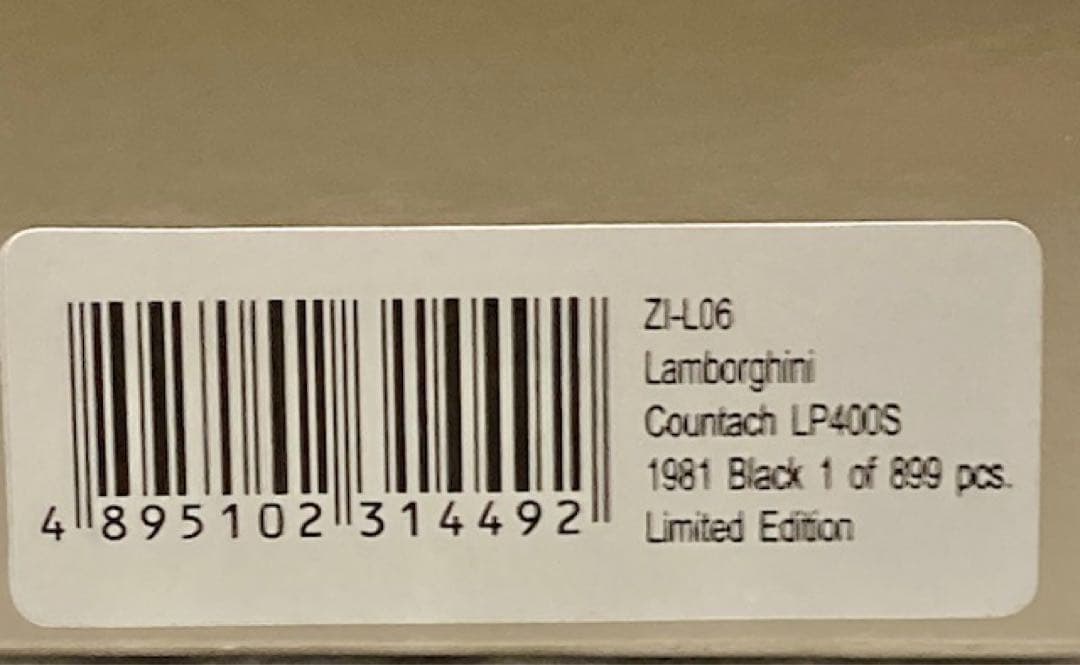 ZI-L06
Lamborghini
Countach LP400S
1981 Black 1 of 899 pcs.
Limited Edition
4 895102 314492